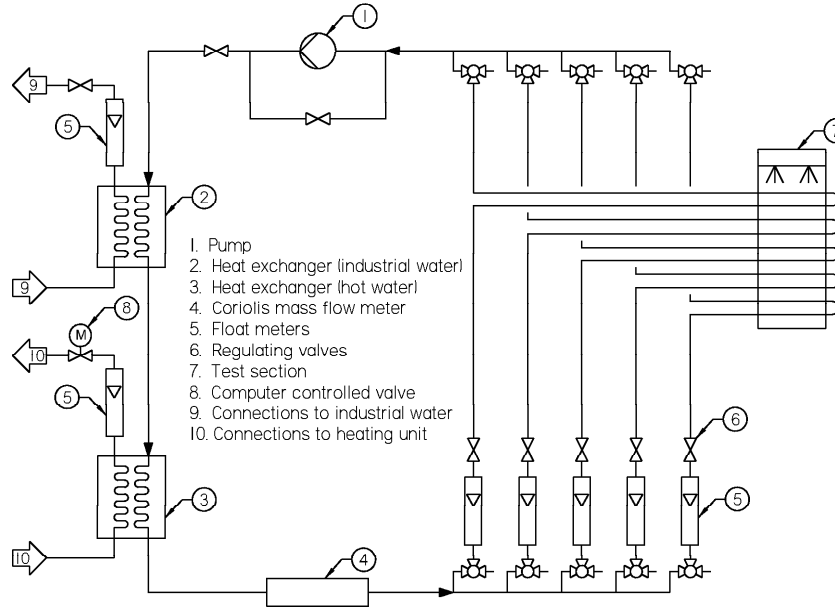 1
9
5
7
2
1. Pump
2. Heat exchanger (industrial water)
3. Heat exchanger (hot water)
4. Coriolis mass flow meter
5. Float meters
6. Regulating valves
7. Test section
8. Computer controlled valve
9. Connections to industrial water
10. Connections to heating unit
9
8
M
10
5
6
3
5
10
4